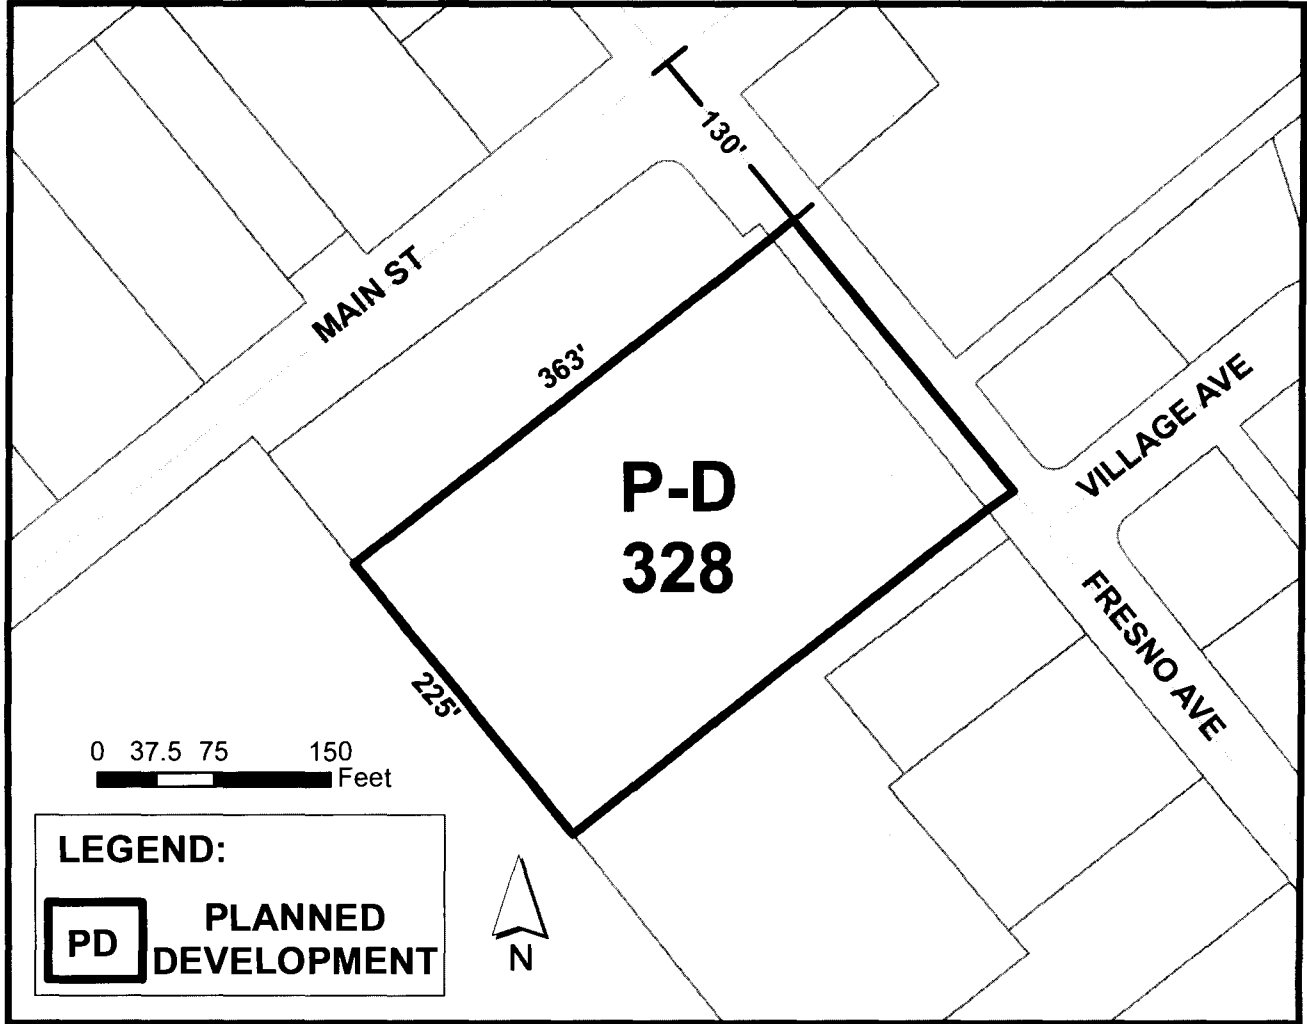 130'
MAIN ST
363'
VILLAGE AVE
P-D
328
FRESNO AVE
225'
0 37.5 75 150
Feet
LEGEND:
PD
PLANNED
DEVELOPMENT
N